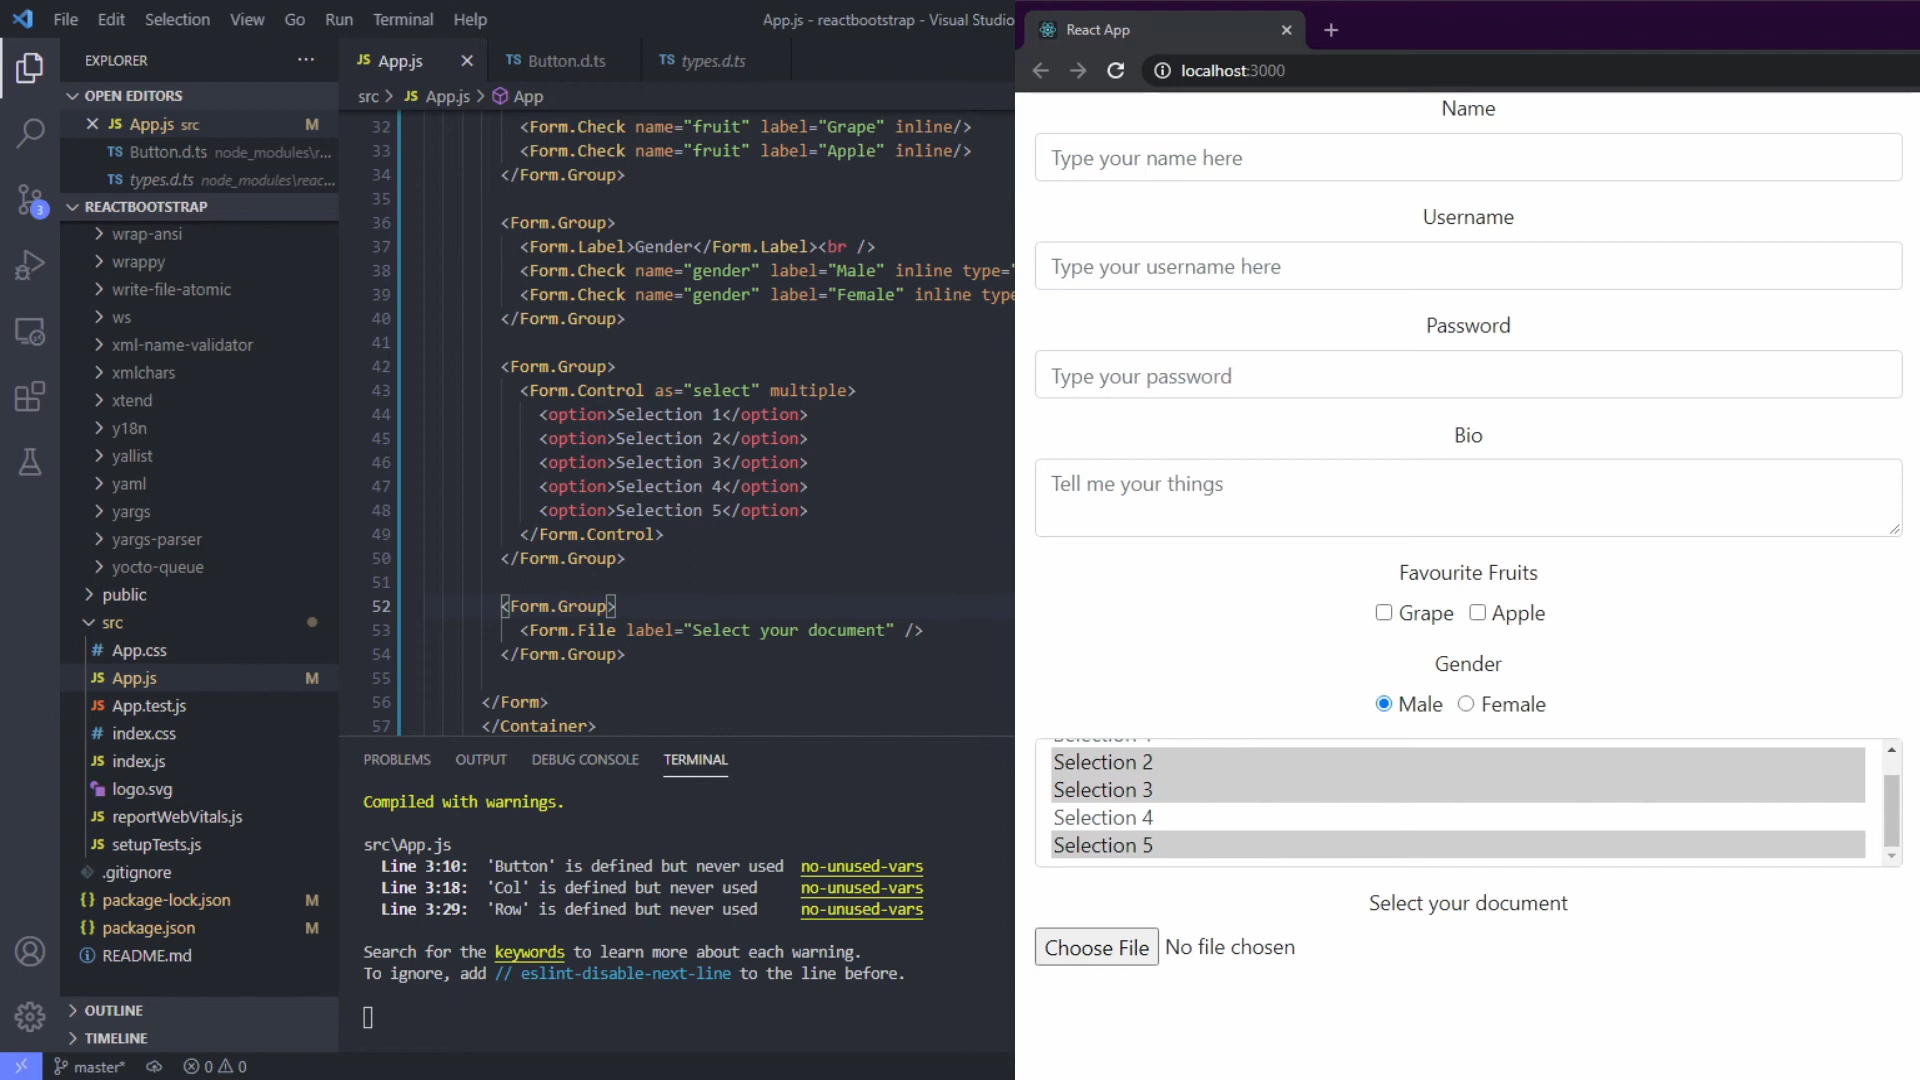 File Edit Selection View Go Run Terminal Help
App.js - reactbootstrap - Visual Studio
EXPLORER
OPEN EDITORS
App.js src M
Button.d.ts node_modules\r...
types.d.ts node_modules\reac...
REACTBOOTSTRAP
wrap-ansi
wrappy
write-file-atomic
ws
xml-name-validator
xmlchars
xtend
y18n
yallist
yaml
yargs
yargs-parser
yocto-queue
public
src
App.css
App.js M
App.test.js
index.css
index.js
logo.svg
reportWebVitals.js
setupTests.js
.gitignore
package-lock.json M
package.json M
README.md
OUTLINE
TIMELINE
master* 0 0
3
JS App.js TS Button.d.ts TS types.d.ts
src > JS App.js > App
32 <Form.Check name="fruit" label="Grape" inline/>
33 <Form.Check name="fruit" label="Apple" inline/>
34 </Form.Group>
35
36 <Form.Group>
37 <Form.Label>Gender</Form.Label><br />
38 <Form.Check name="gender" label="Male" inline type="
39 <Form.Check name="gender" label="Female" inline type
40 </Form.Group>
41
42 <Form.Group>
43 <Form.Control as="select" multiple>
44 <option>Selection 1</option>
45 <option>Selection 2</option>
46 <option>Selection 3</option>
47 <option>Selection 4</option>
48 <option>Selection 5</option>
49 </Form.Control>
50 </Form.Group>
51
52 <Form.Group>
53 <Form.File label="Select your document" />
54 </Form.Group>
55
56 </Form>
57 </Container>
PROBLEMS OUTPUT DEBUG CONSOLE TERMINAL
Compiled with warnings.
src\App.js
Line 3:10: 'Button' is defined but never used no-unused-vars
Line 3:18: 'Col' is defined but never used no-unused-vars
Line 3:29: 'Row' is defined but never used no-unused-vars
Search for the keywords to learn more about each warning.
To ignore, add // eslint-disable-next-line to the line before.
React App
localhost:3000
Name
Type your name here
Username
Type your username here
Password
Type your password
Bio
Tell me your things
Favourite Fruits
Grape Apple
Gender
Male Female
Selection 2
Selection 3
Selection 4
Selection 5
Select your document
Choose File No file chosen